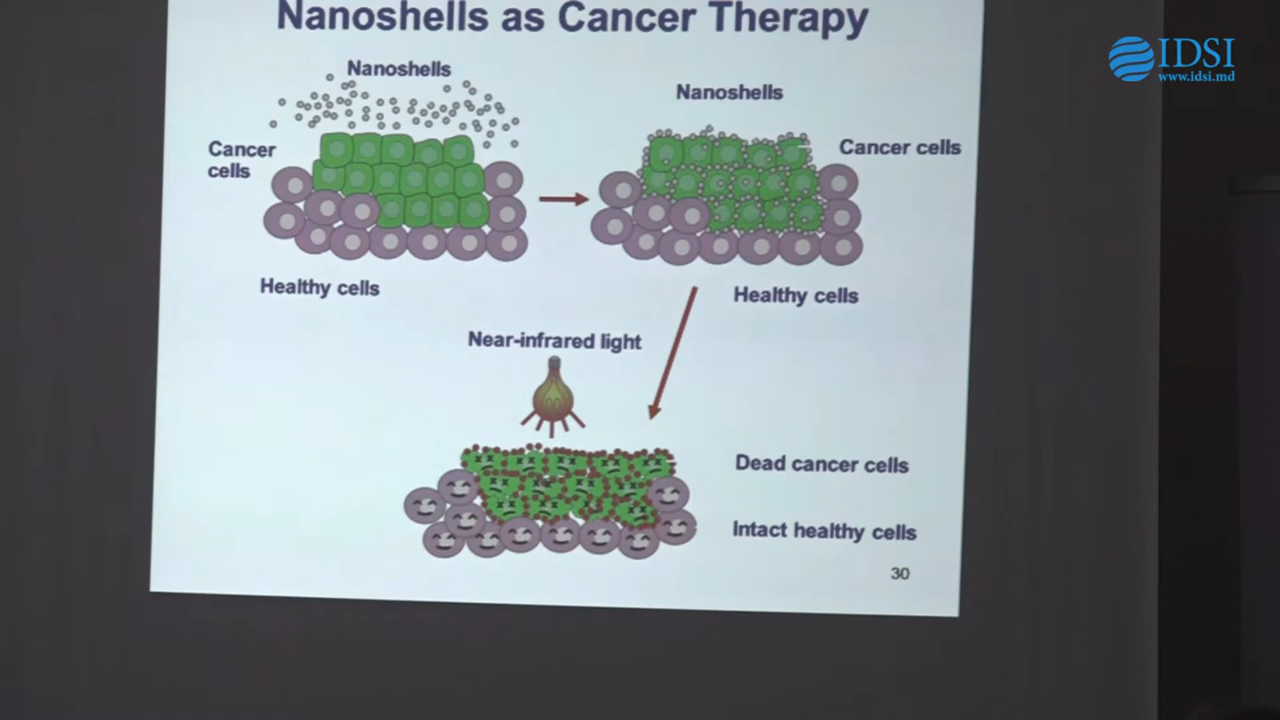 Nanoshells as Cancer Therapy
IDSI
www.idsi.md
Nanoshells
Nanoshells
Cancer
cells
Cancer cells
Healthy cells
Healthy cells
Near-infrared light
Dead cancer cells
Intact healthy cells
30